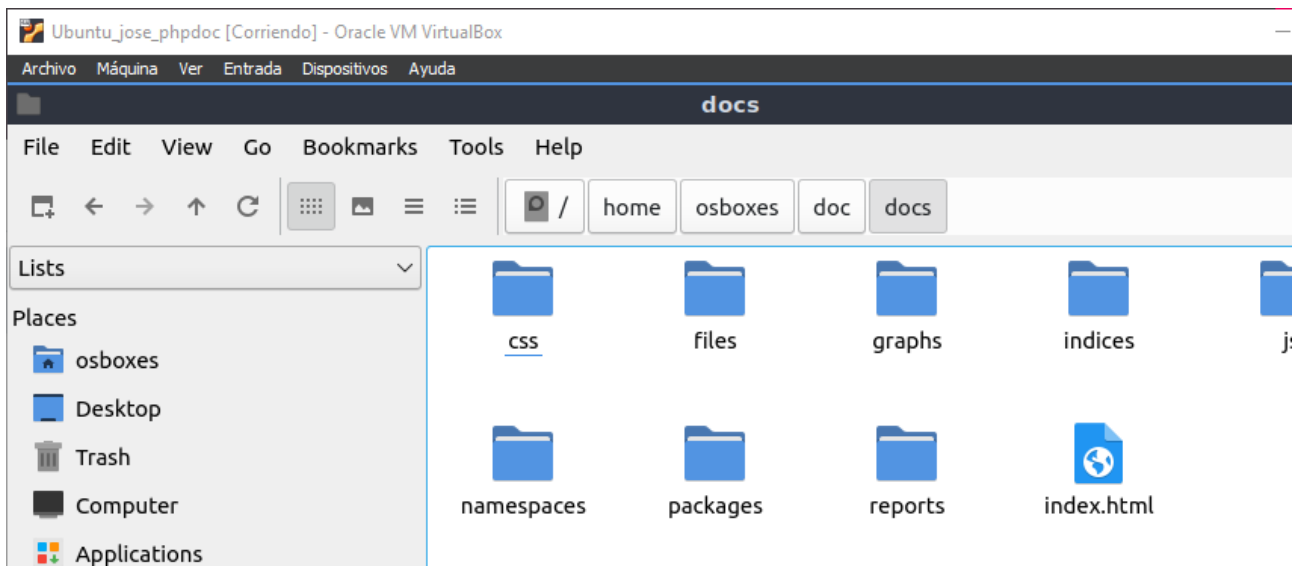 Ubuntu_jose_phpdoc [Corriendo] - Oracle VM VirtualBox
Archivo Máquina Ver Entrada Dispositivos Ayuda
docs
File Edit View Go Bookmarks Tools Help
/ home osboxes doc docs
Lists
Places
osboxes
Desktop
Trash
Computer
Applications
css files graphs indices
namespaces packages reports index.html